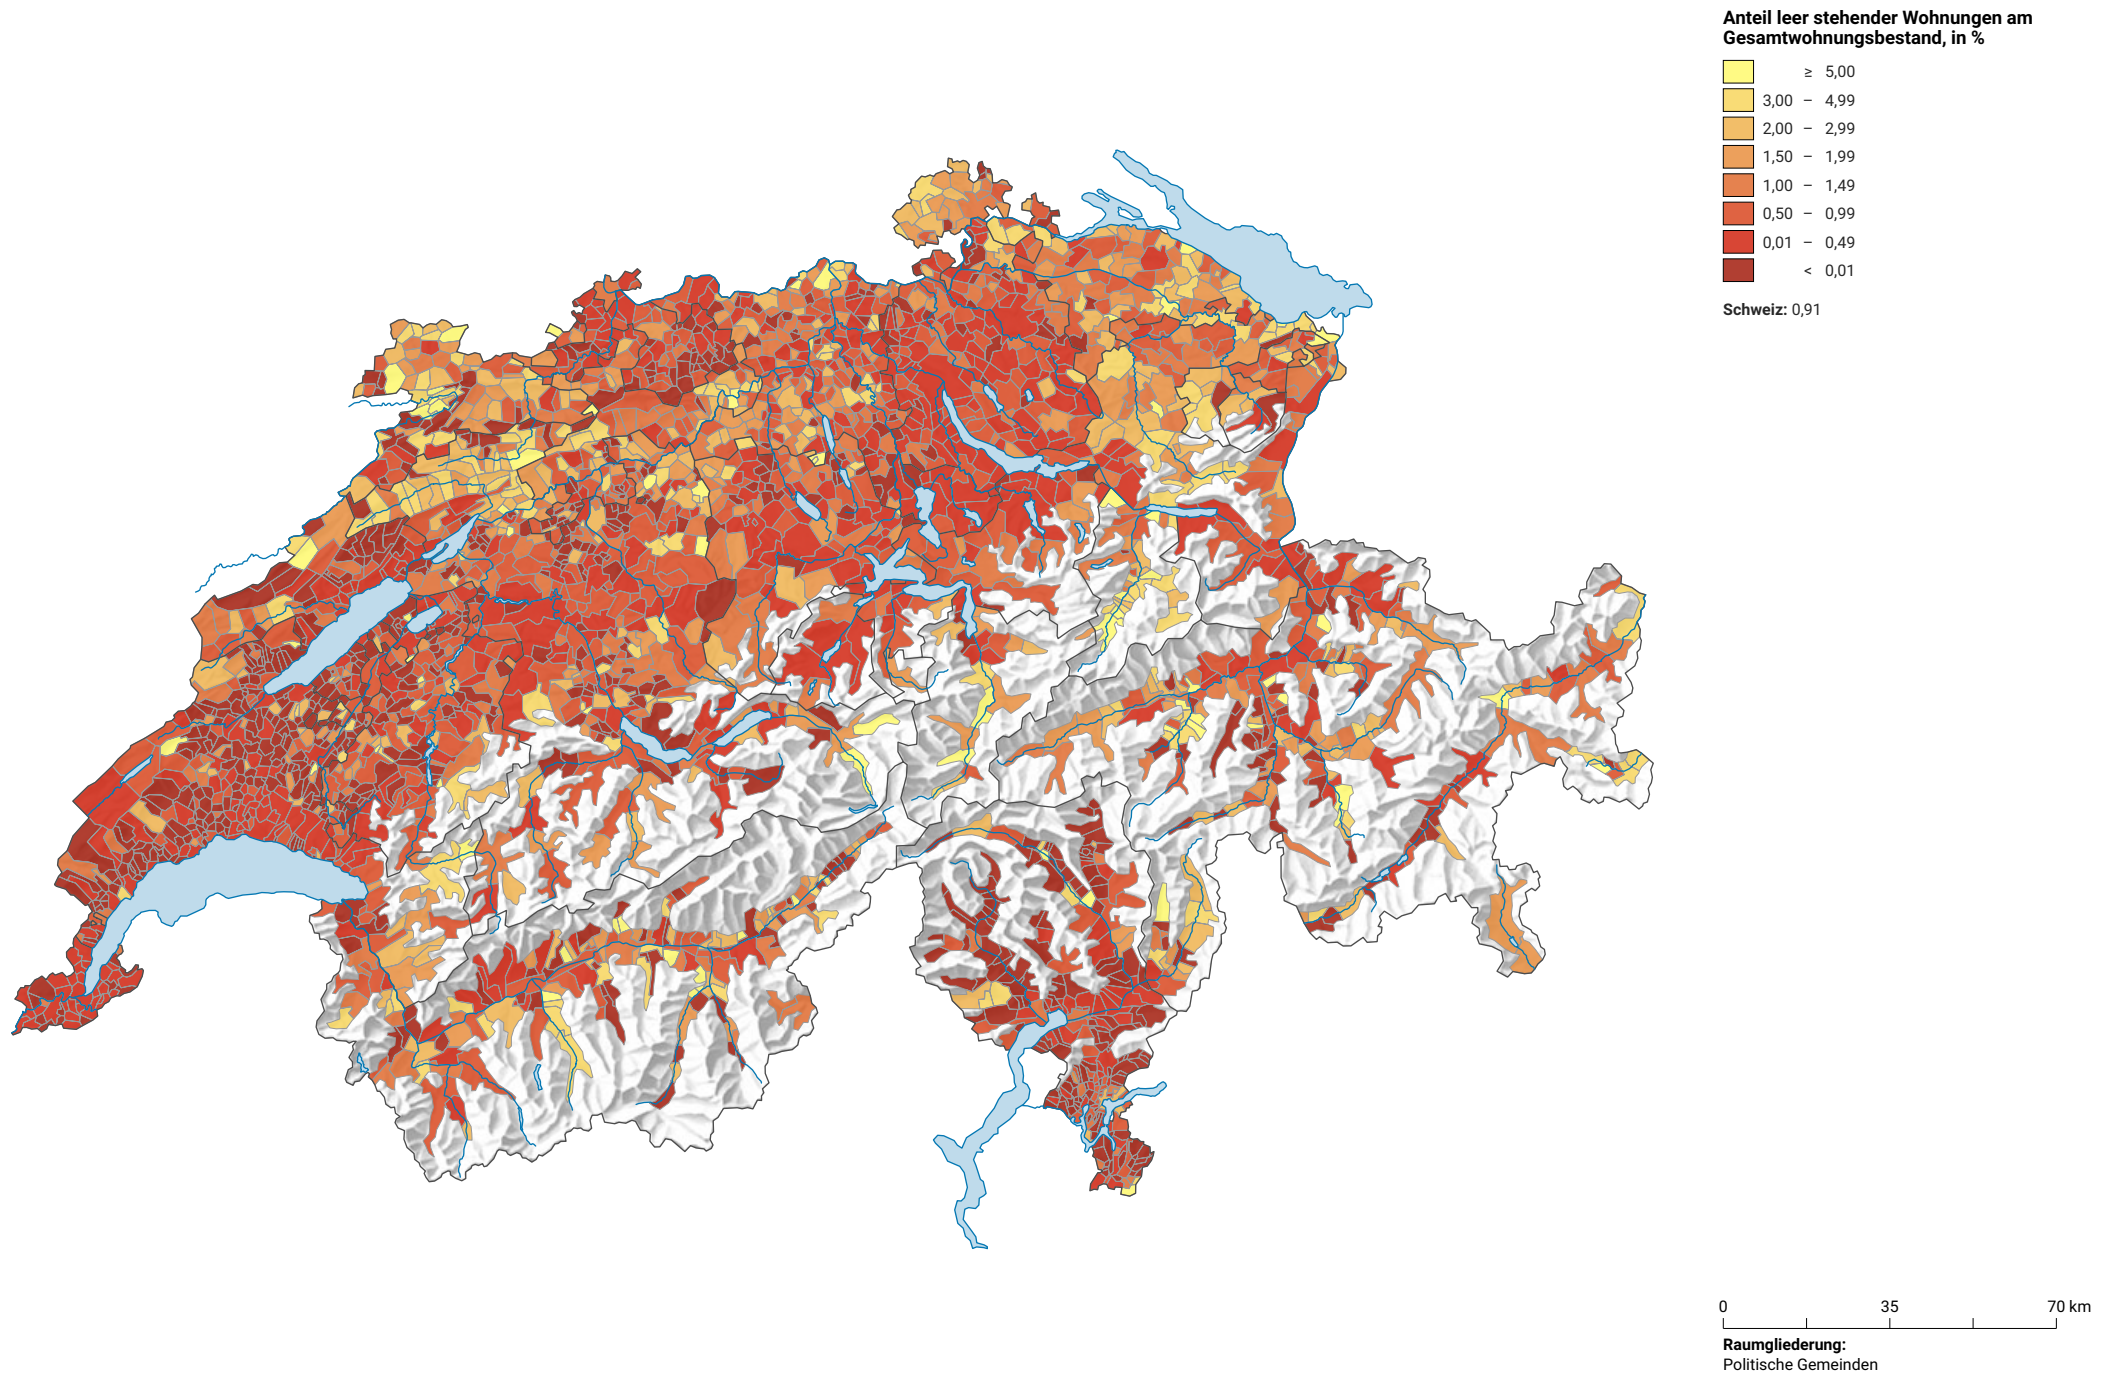 Anteil leer stehender Wohnungen am
Gesamtwohnungsbestand, in %
≥ 5,00
3,00 – 4,99
2,00 – 2,99
1,50 – 1,99
1,00 – 1,49
0,50 – 0,99
0,01 – 0,49
< 0,01
Schweiz: 0,91
0 35 70 km
Raumgliederung:
Politische Gemeinden